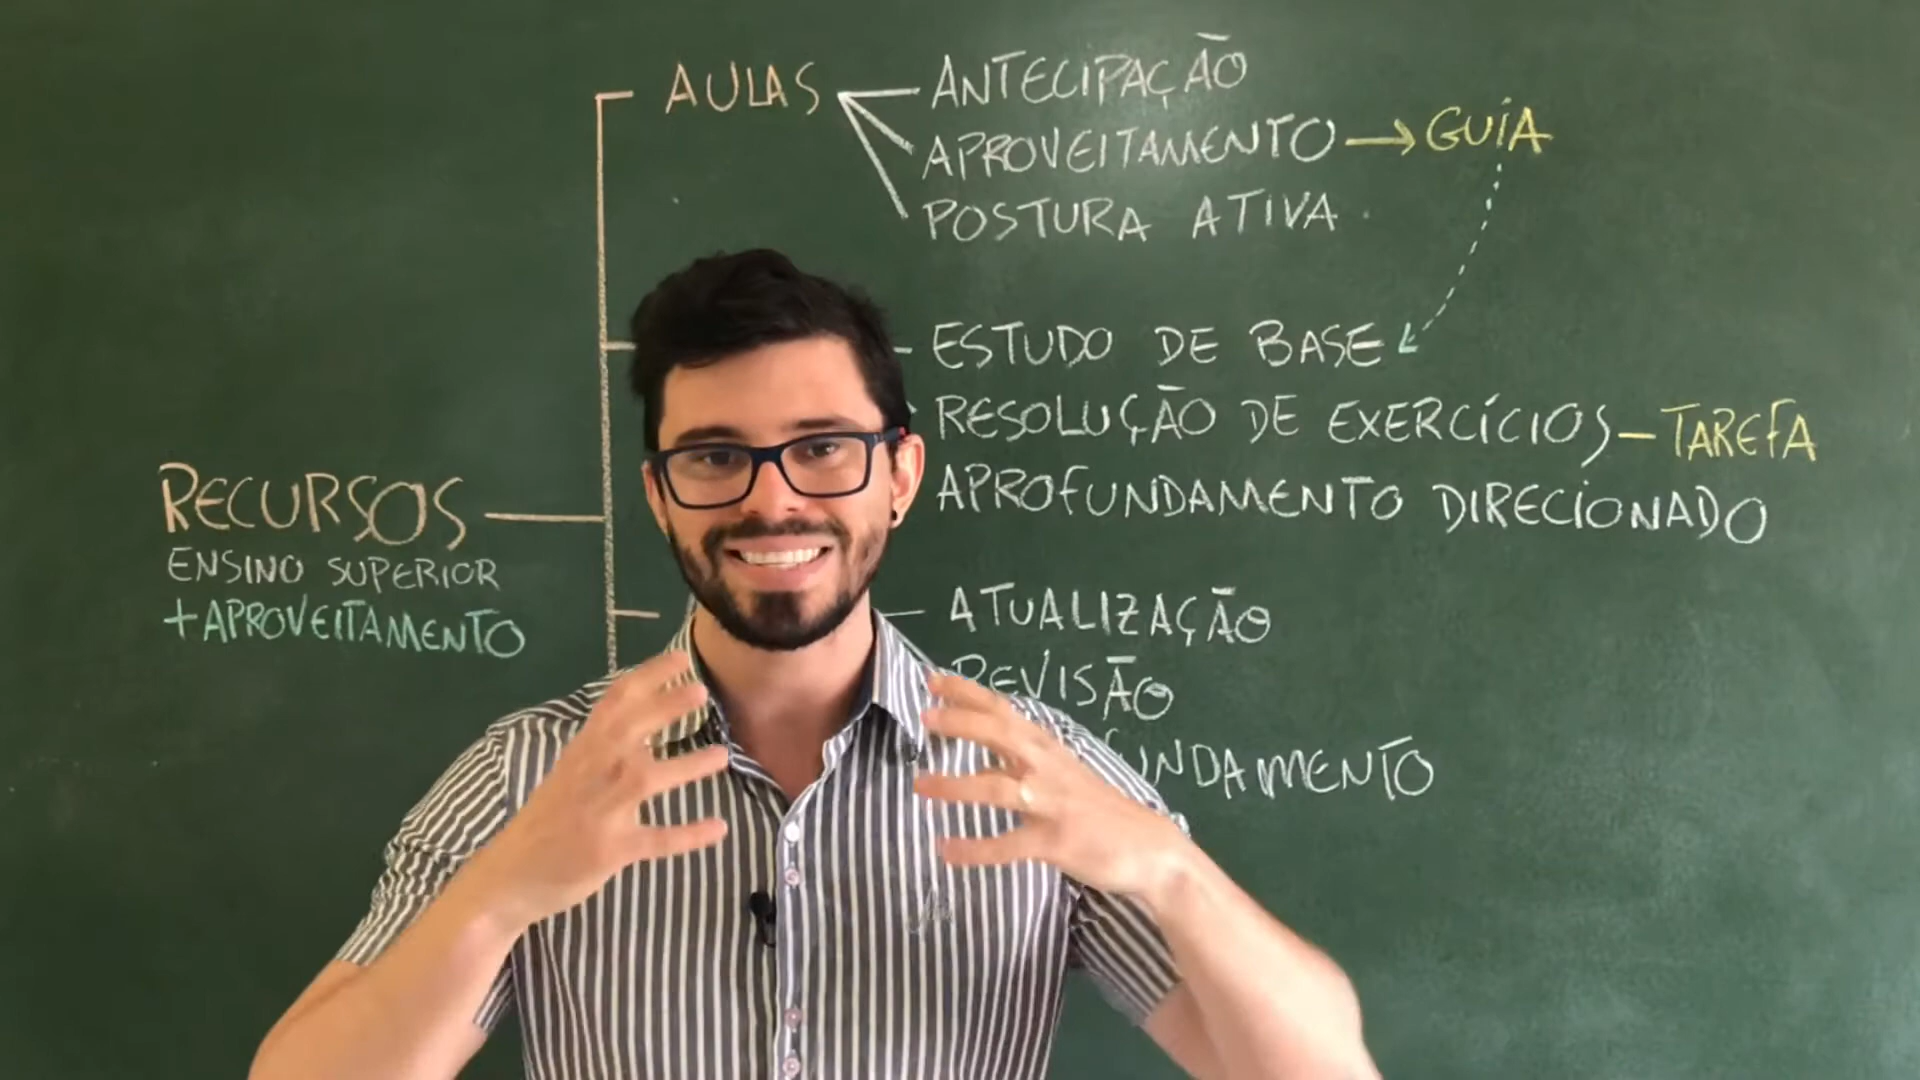 AULAS
ANTECIPAÇÃO
APROVEITAMENTO → GUIA
POSTURA ATIVA
ESTUDO DE BASE
RESOLUÇÃO DE EXERCÍCIOS - TAREFA
APROFUNDAMENTO DIRECIONADO
RECURSOS
ENSINO SUPERIOR
+ APROVEITAMENTO
ATUALIZAÇÃO
REVISÃO
UNDAMENTO